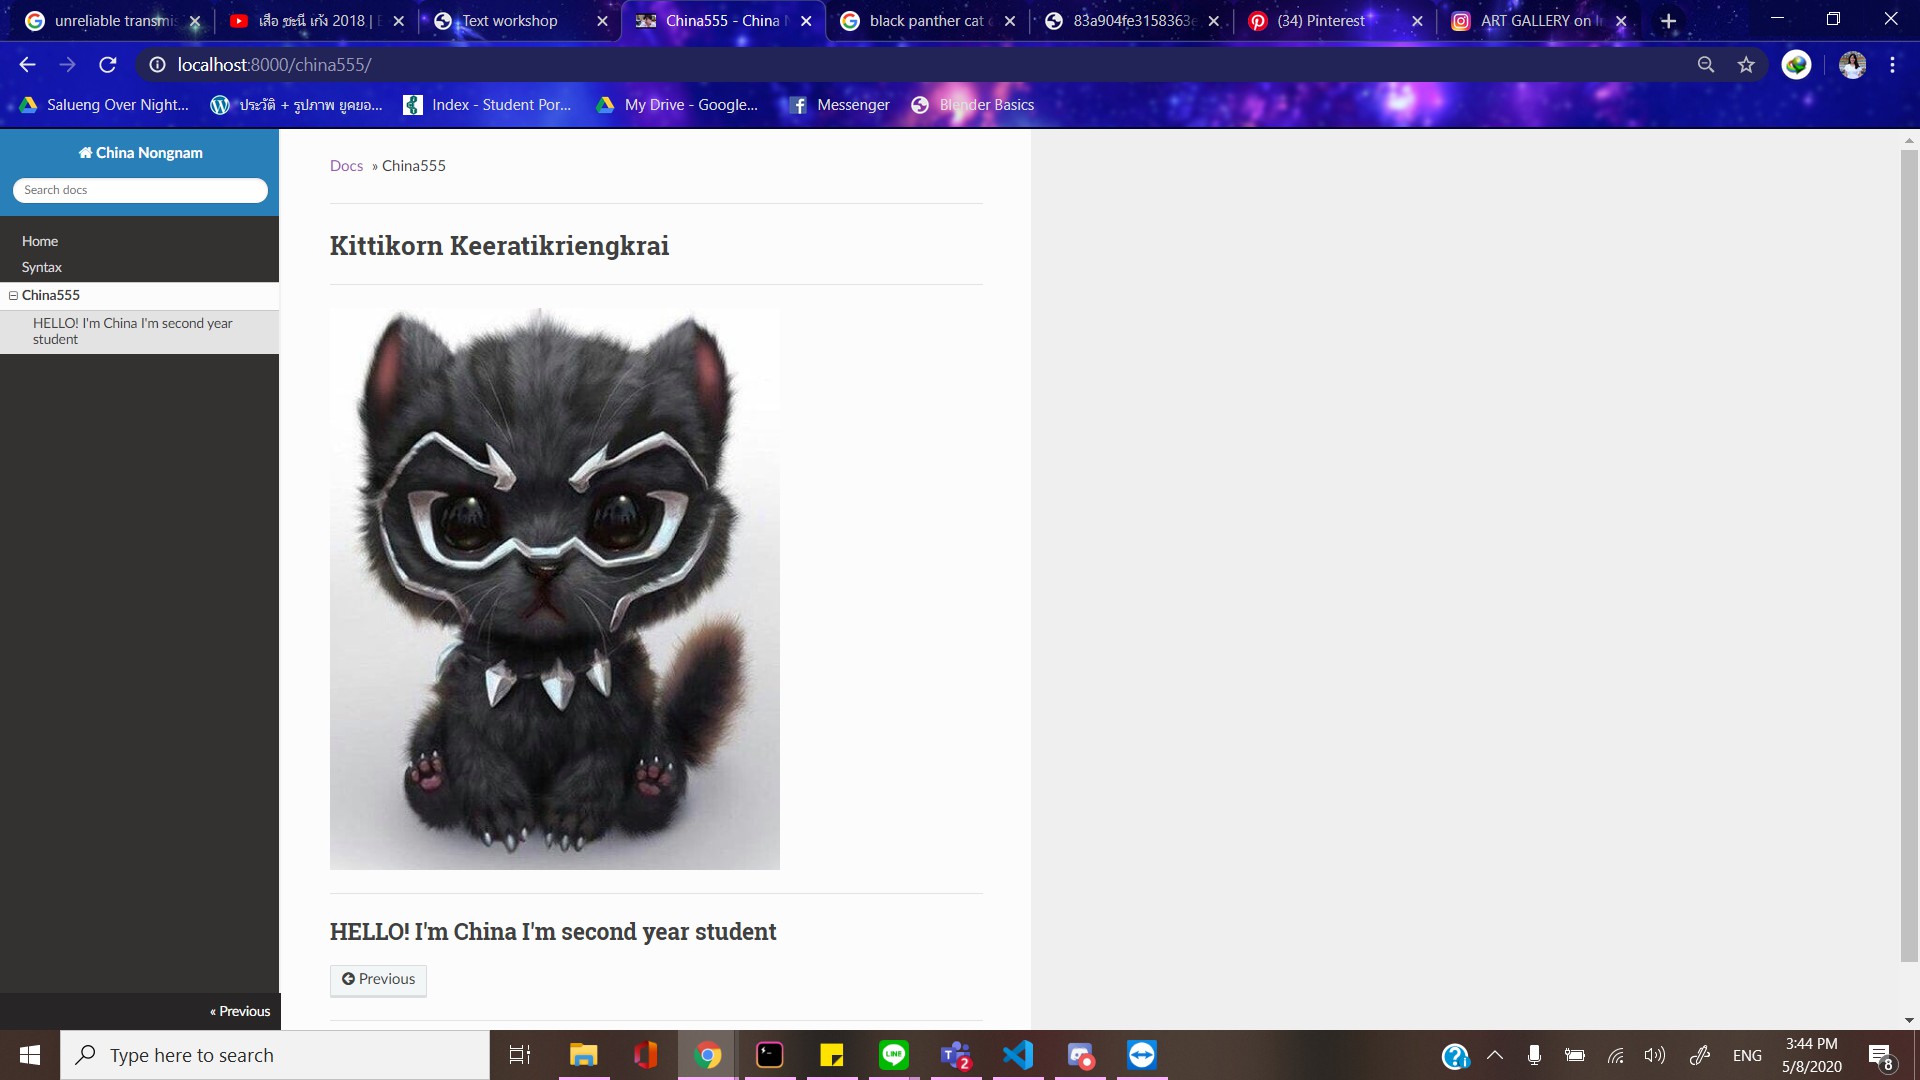 unreliable transmis
เสือ ชะนี เก้ง 2018 |
Text workshop
China555 - China N
black panther cat
83a904fe3158363e
(34) Pinterest
ART GALLERY on I
localhost:8000/china555/
Salueng Over Night...
ประวัติ + รูปภาพ ยูคยอ...
Index - Student Por...
My Drive - Google...
Messenger
Blender Basics
China Nongnam
Search docs
Home
Syntax
China555
HELLO! I'm China I'm second year
student
« Previous
Docs » China555
Kittikorn Keeratikriengkrai
HELLO! I'm China I'm second year student
Previous
Type here to search
LINE
T
2
ENG
3:44 PM
5/8/2020
8